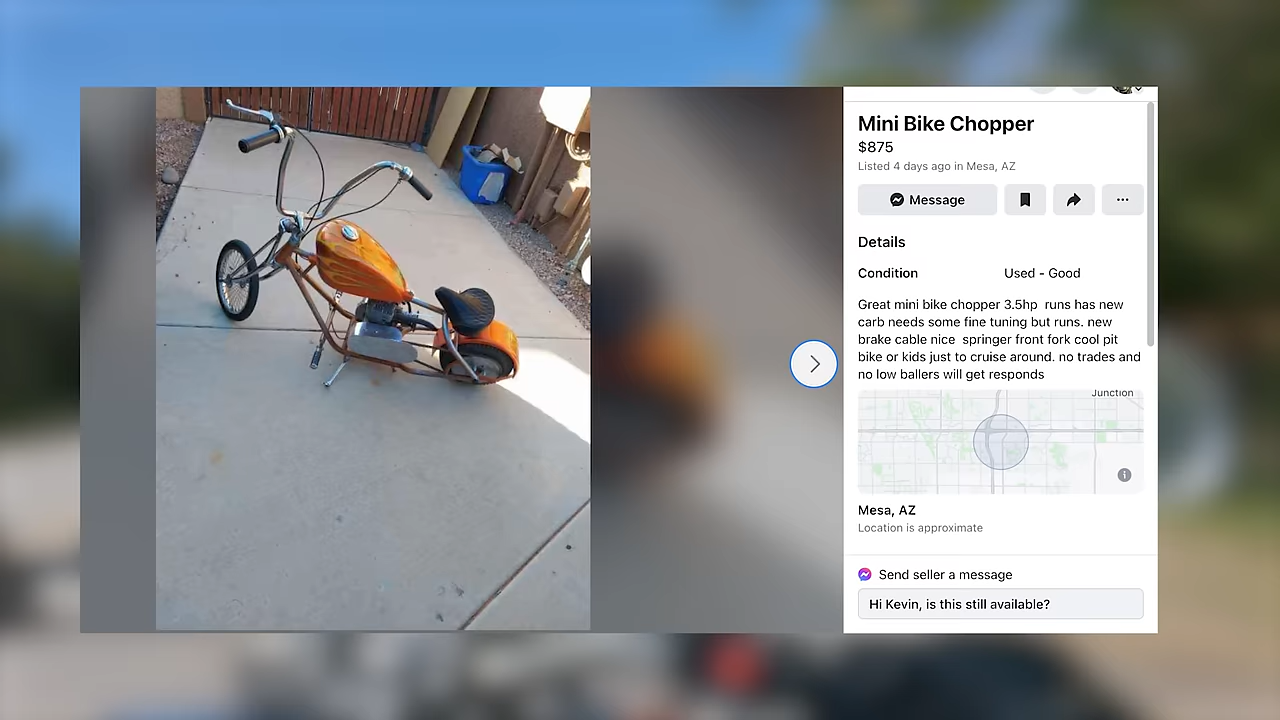 Mini Bike Chopper
$875
Listed 4 days ago in Mesa, AZ
Message
Details
Condition Used - Good
Great mini bike chopper 3.5hp runs has new
carb needs some fine tuning but runs. new
brake cable nice springer front fork cool pit
bike or kids just to cruise around. no trades and
no low ballers will get responds
Junction
Mesa, AZ
Location is approximate
Send seller a message
Hi Kevin, is this still available?